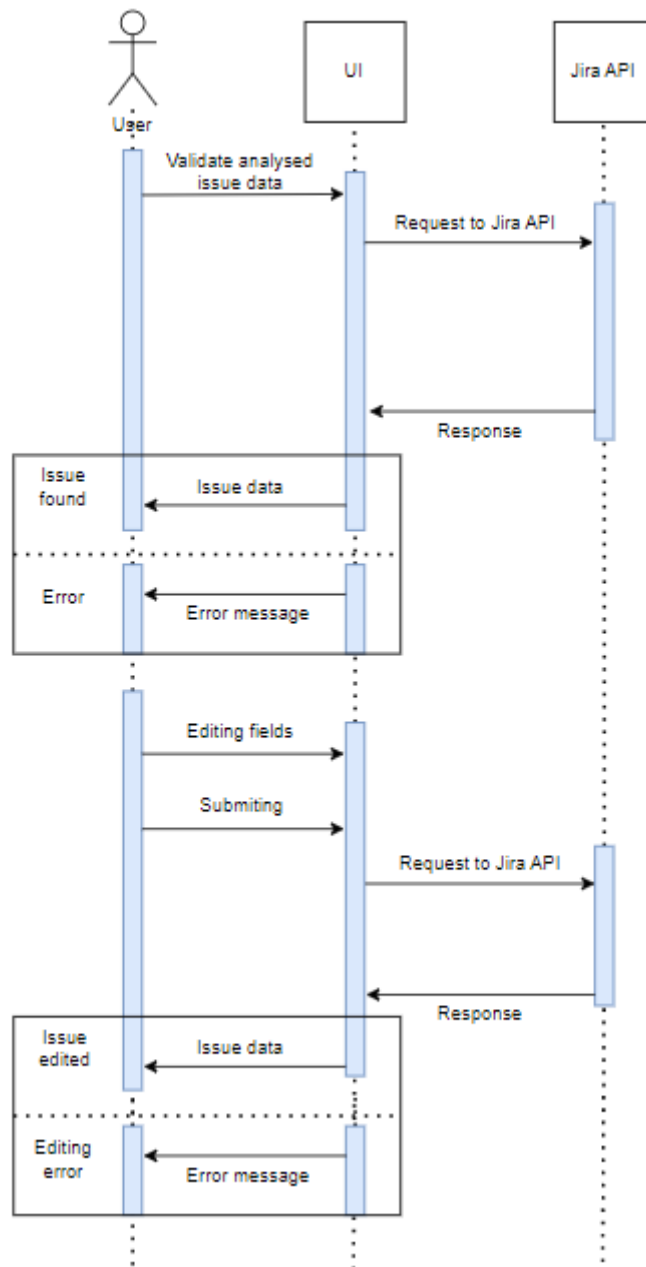 UI
Jira API
User
Validate analysed
issue data
Request to Jira API
Response
Issue
found
Issue data
Error
Error message
Editing fields
Submiting
Request to Jira API
Response
Issue
edited
Issue data
Editing
error
Error message